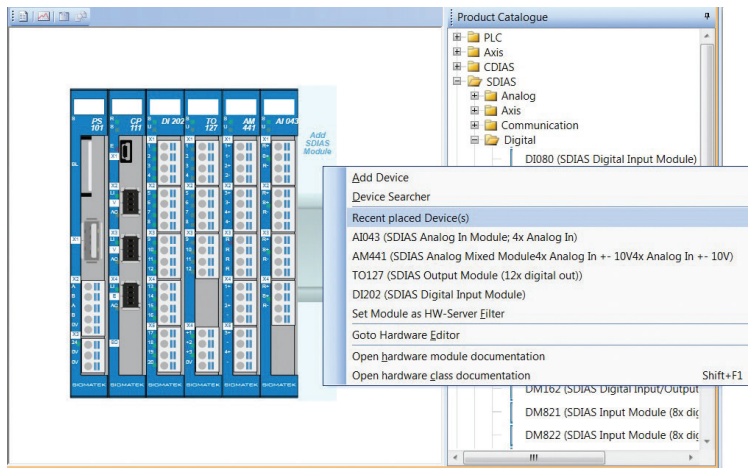 Product Catalogue
PLC
Axis
CDIAS
SDIAS
Analog
Axis
Communication
Digital
DI080 (SDIAS Digital Input Module)
PS 101
CP 111
DI 202
TO 127
AM 441
AI 043
Add
SDIAS
Module
Add Device
Device Searcher
Recent placed Device(s)
AI043 (SDIAS Analog In Module; 4x Analog In)
AM441 (SDIAS Analog Mixed Module4x Analog In +- 10V4x Analog In +- 10V)
TO127 (SDIAS Output Module (12x digital out))
DI202 (SDIAS Digital Input Module)
Set Module as HW-Server Filter
Goto Hardware Editor
Open hardware module documentation
Open hardware class documentation Shift+F1
DM162 (SDIAS Digital Input/Output
DM821 (SDIAS Input Module (8x dig
DM822 (SDIAS Input Module (8x dig
SIGMATEK SIGMATEK SIGMATEK SIGMATEK SIGMATEK SIGMATEK